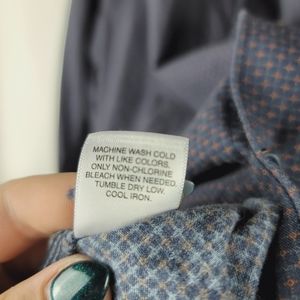 MACHINE WASH COLD
WITH LIKE COLORS,
ONLY NON-CHLORINE
BLEACH WHEN NEEDED.
TUMBLE DRY LOW.
COOL IRON.